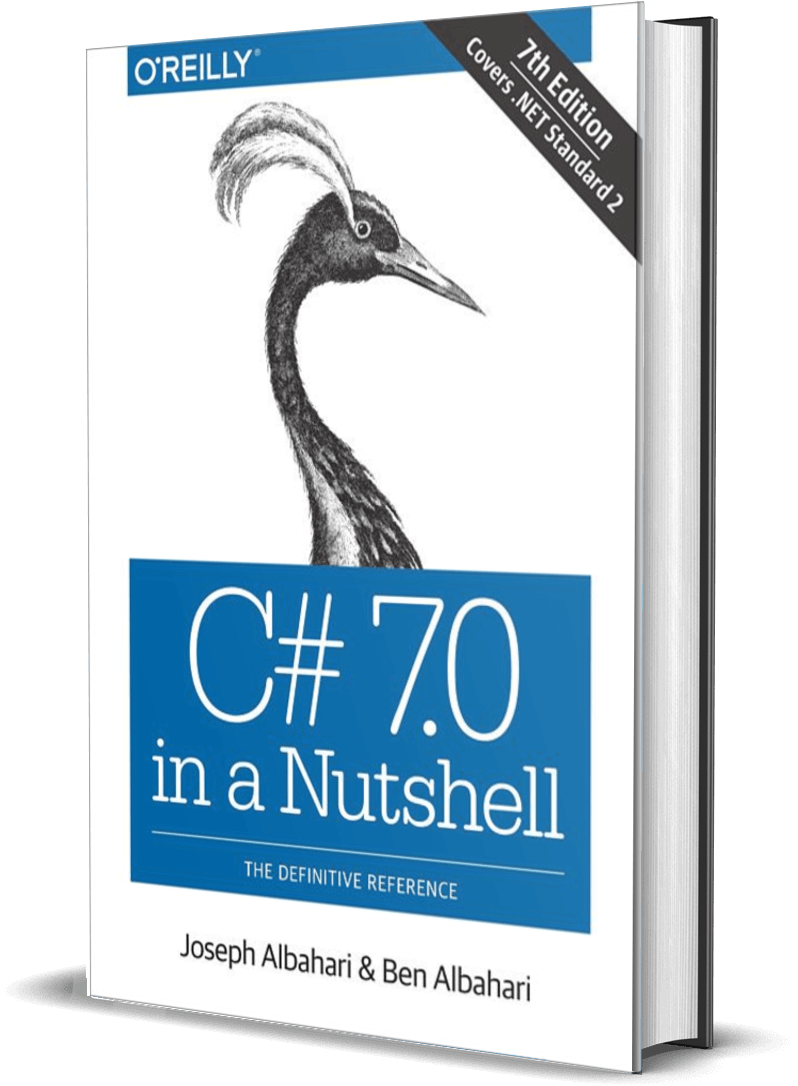 O'REILLY®
7th Edition
Covers .NET Standard 2
C# 7.0
in a Nutshell
THE DEFINITIVE REFERENCE
Joseph Albahari & Ben Albahari